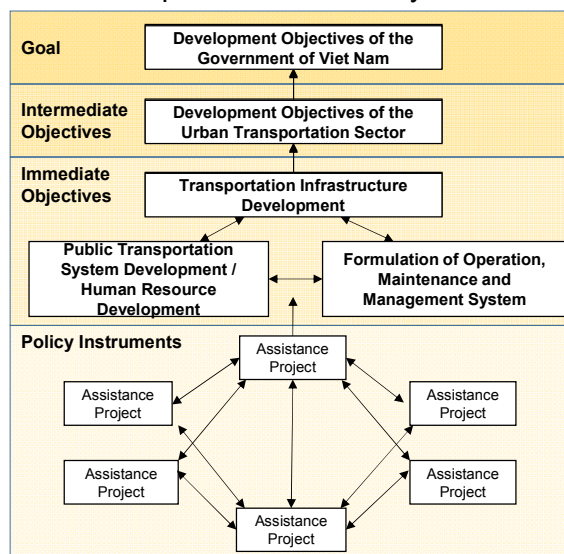 Goal
Development Objectives of the
Government of Viet Nam
Intermediate
Objectives
Development Objectives of the
Urban Transportation Sector
Immediate
Objectives
Transportation Infrastructure
Development
Public Transportation
System Development /
Human Resource
Development
Formulation of Operation,
Maintenance and
Management System
Policy Instruments
Assistance
Project
Assistance
Project
Assistance
Project
Assistance
Project
Assistance
Project
Assistance
Project